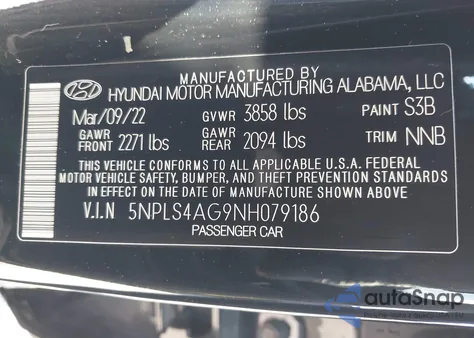 MANUFACTURED BY
HYUNDAI MOTOR MANUFACTURING ALABAMA, LLC
Mar/09/22 GVWR 3858 lbs PAINT S3B
GAWR FRONT 2271 lbs GAWR REAR 2094 lbs TRIM NNB
THIS VEHICLE CONFORMS TO ALL APPLICABLE U.S.A. FEDERAL
MOTOR VEHICLE SAFETY, BUMPER, AND THEFT PREVENTION STANDARDS
IN EFFECT ON THE DATE OF MANUFACTURE SHOWN ABOVE.
V.I.N 5NPLS4AG9NH079186
PASSENGER CAR
autoSnap